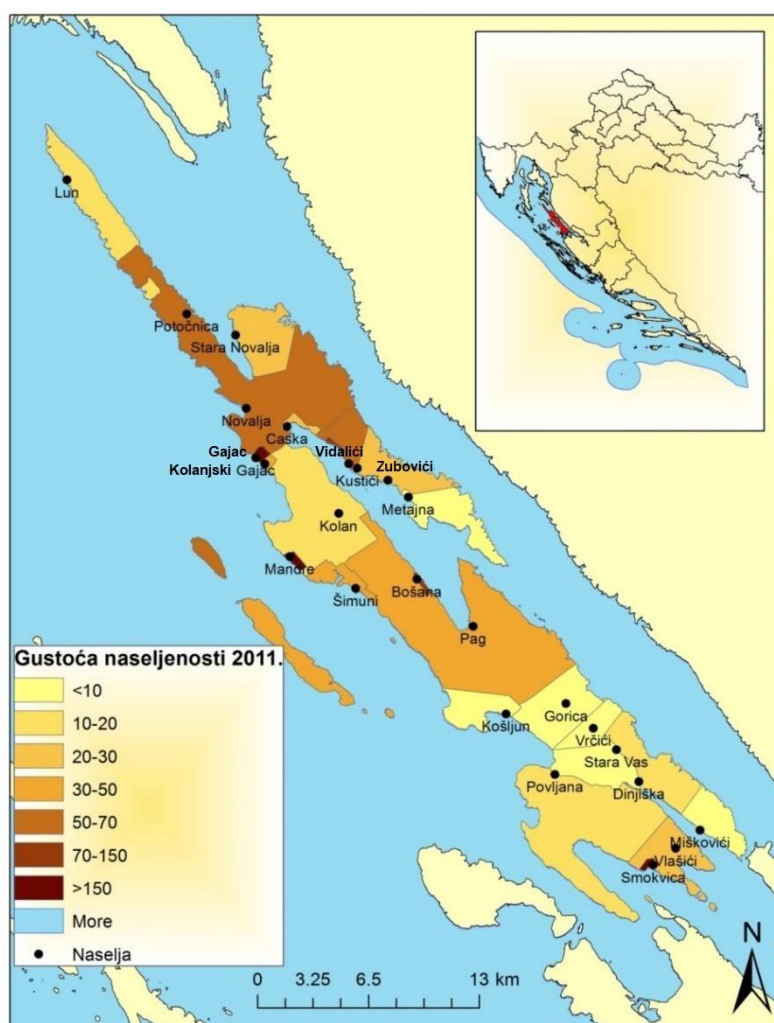 Lun
Potočnica
Stara Novalja
Novalja
Caska
Gajac
Kolanjski Gajac
Vidalići
Kustići
Zubovići
Metajna
Kolan
Mandre
Šimuni
Bošana
Pag
Košljun
Gorica
Vrčići
Stara Vas
Povljana
Dinjiška
Miškovići
Vlašići
Smokvica
Gustoća naseljenosti 2011.
<10
10-20
20-30
30-50
50-70
70-150
>150
More
Naselja
0 3.25 6.5 13 km
N